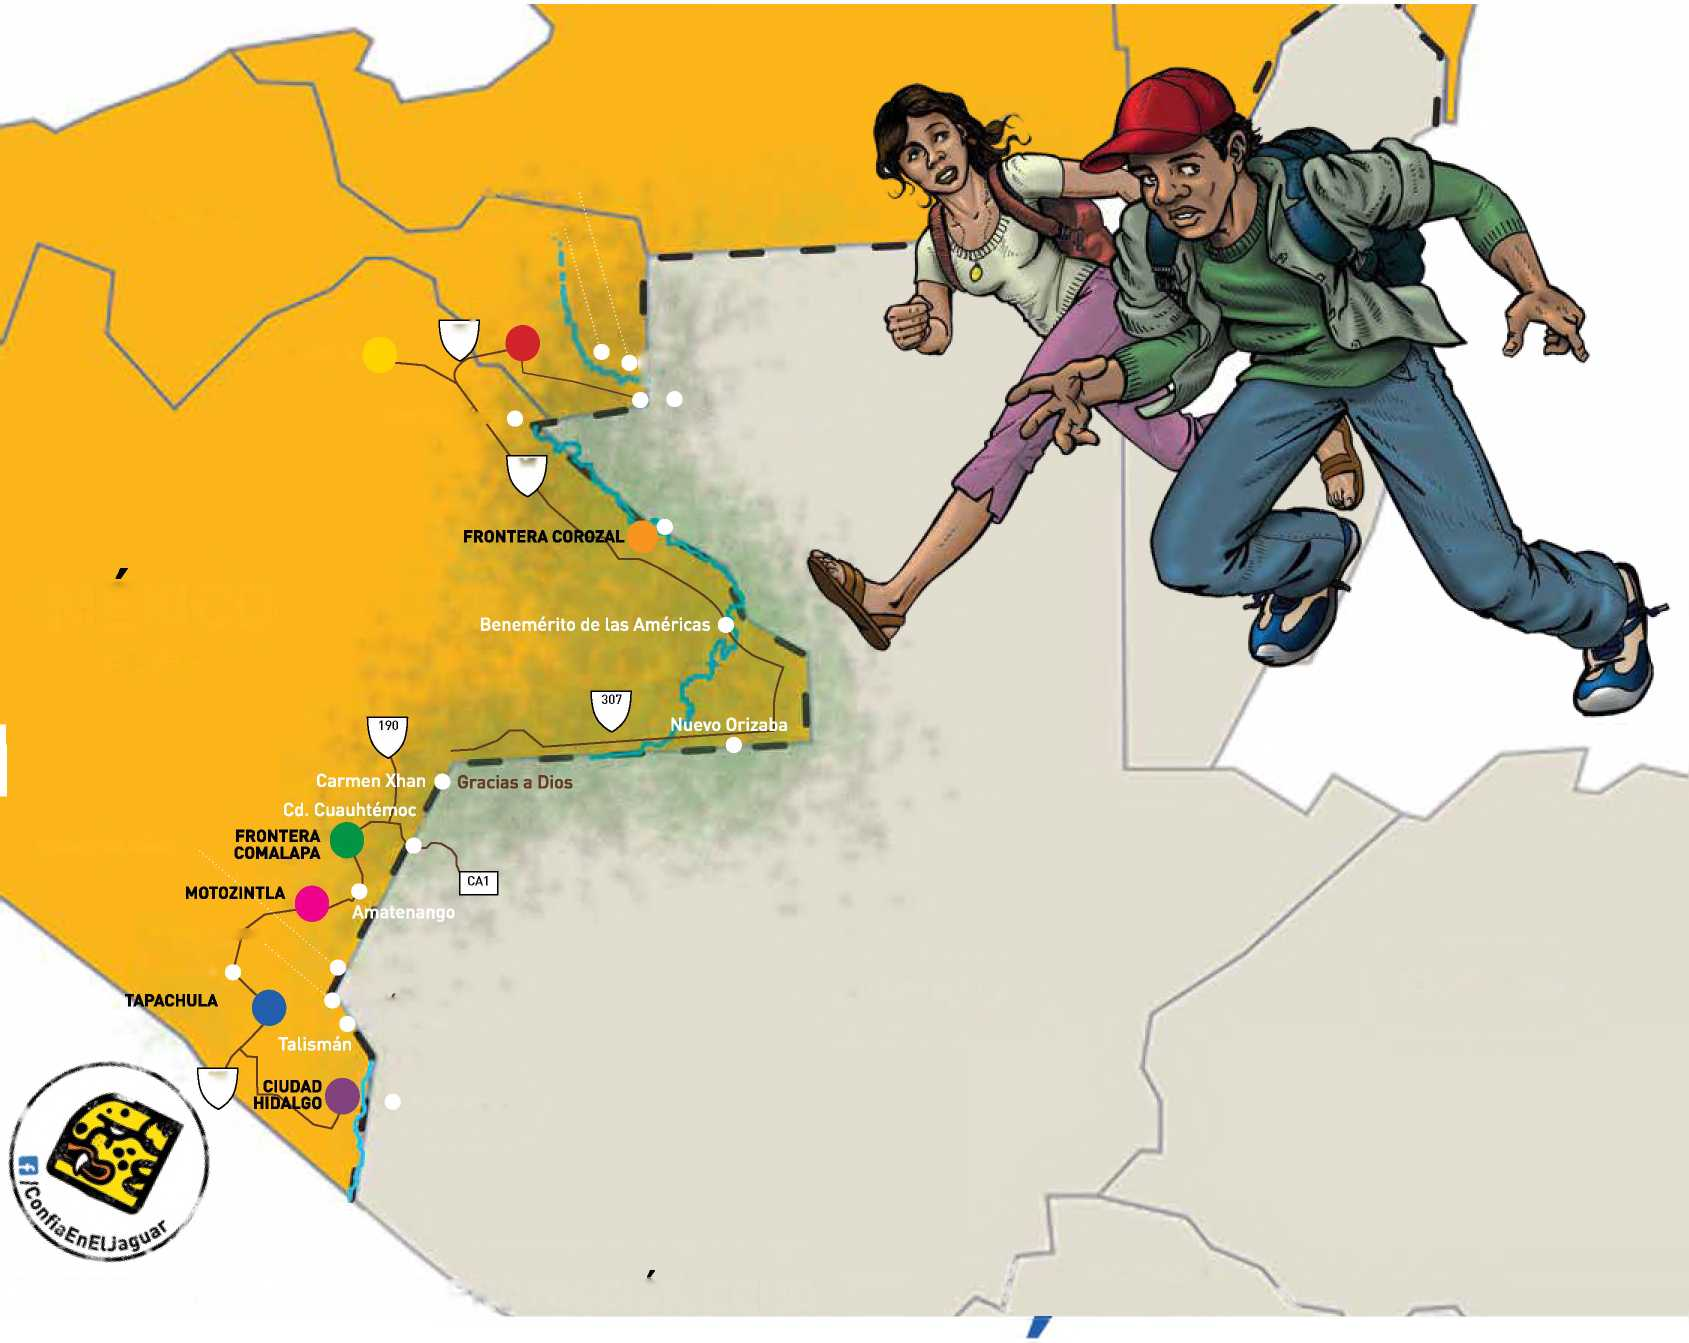 FRONTERA COROZAL
Benemérito de las Américas
307
190
Nuevo Orizaba
Carmen Xhan
Gracias a Dios
Cd. Cuauhtémoc
FRONTERA
COMALAPA
CA1
MOTOZINTLA
Amatenango
TAPACHULA
Talismán
CIUDAD
HIDALGO
f/ConfiaEnElJaguar